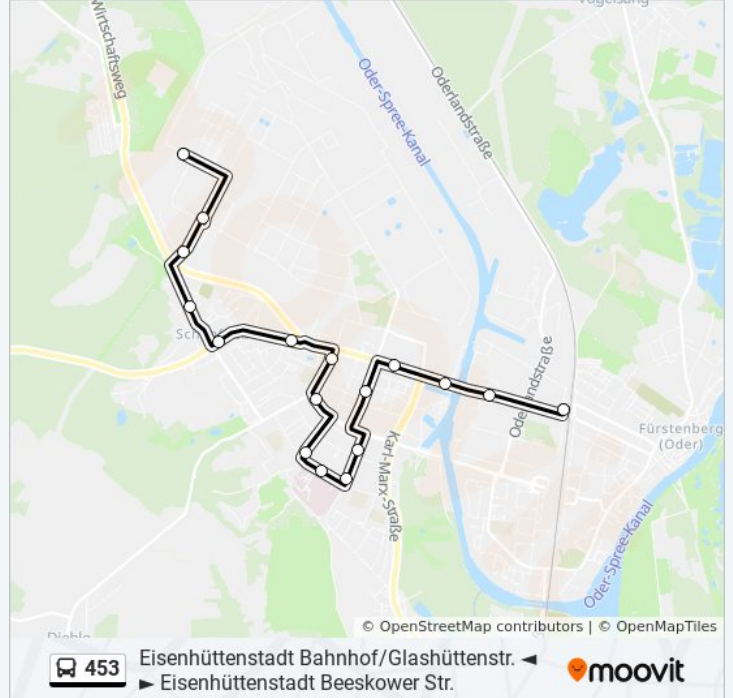 Vogelsang
Wirtschaftsweg
Oder-Spree-Kanal
Oderlandstraße
Oderlandstraße
Fürstenberg
(Oder)
Karl-Marx-Straße
Oder-Spree-Kanal
Diehlo
© OpenStreetMap contributors | © OpenMapTiles
453
Eisenhüttenstadt Bahnhof/Glashüttenstr. ◄
► Eisenhüttenstadt Beeskower Str.
moovit